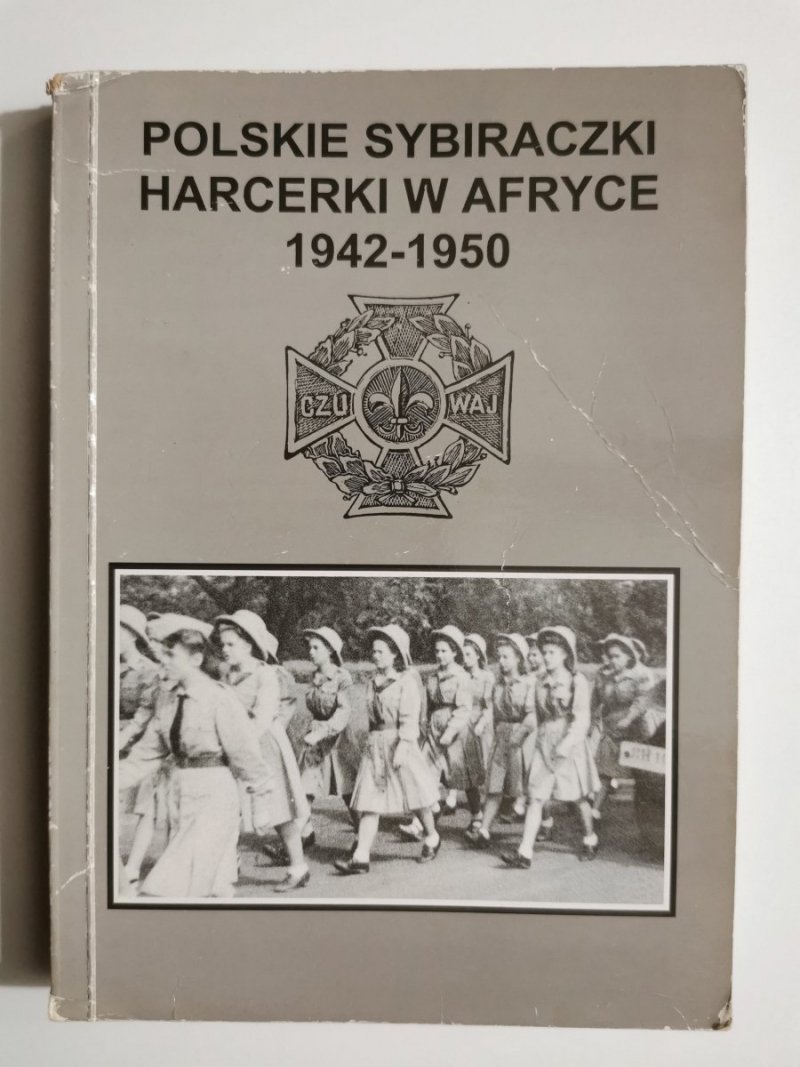 POLSKIE SYBIRACZKI
HARCERKI W AFRYCE
1942-1950
CZU WAJ